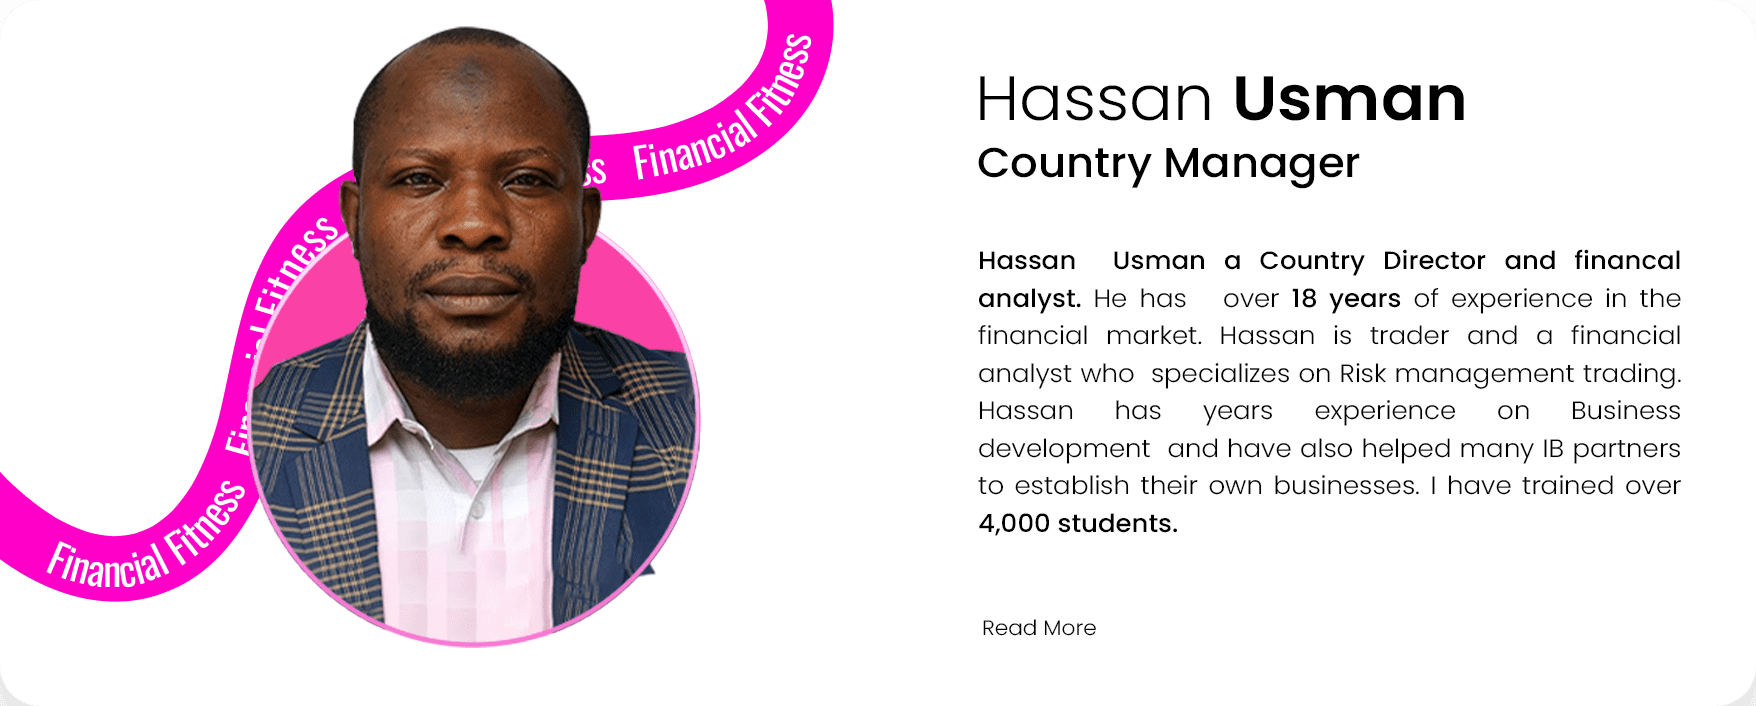 Hassan Usman
Country Manager
Hassan Usman a Country Director and financal
analyst. He has over 18 years of experience in the
financial market. Hassan is trader and a financial
analyst who specializes on Risk management trading.
Hassan has years experience on Business
development and have also helped many IB partners
to establish their own businesses. I have trained over
4,000 students.
Read More
Financial Fitness
Financial Fitness
Financial Fitness